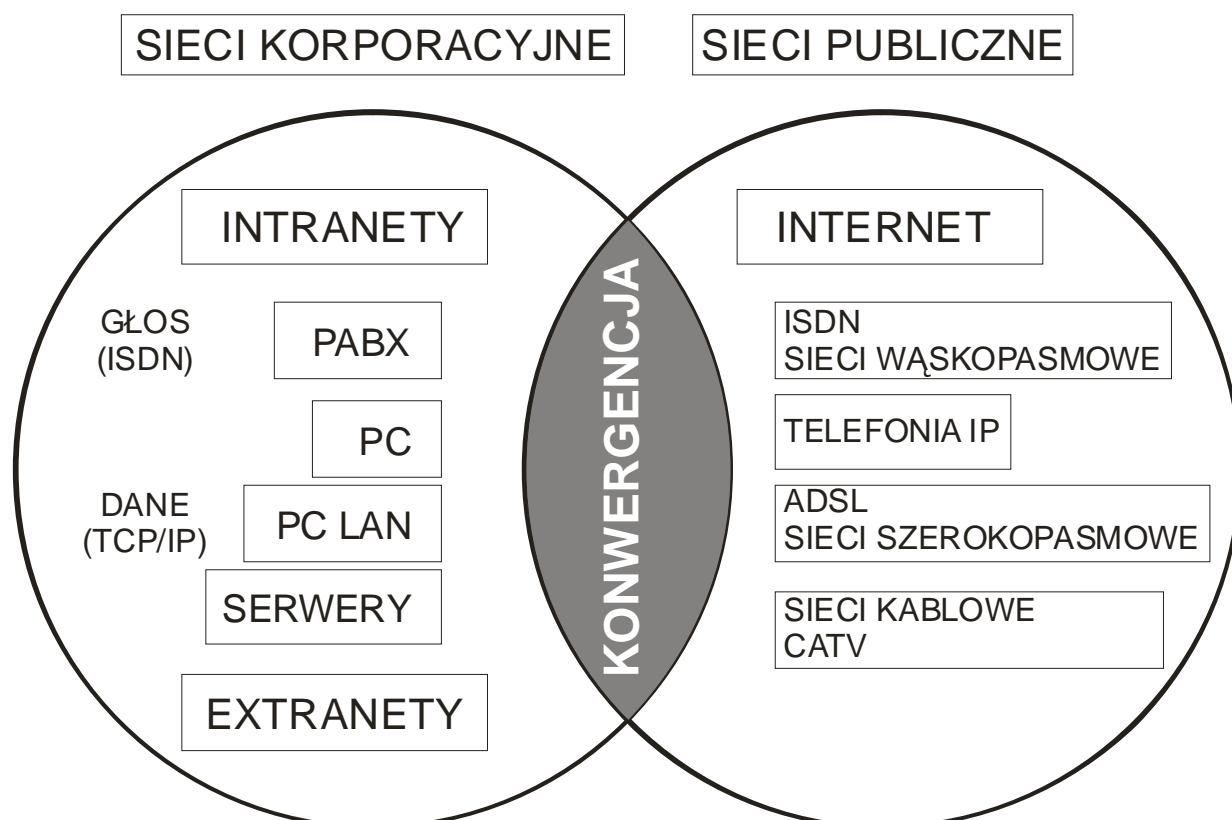 SIECI KORPORACYJNE
SIECI PUBLICZNE
INTRANETY
GŁOS
(ISDN)
PABX
PC
DANE
(TCP/IP)
PC LAN
SERWERY
EXTRANETY
KONWERGENCJA
INTERNET
ISDN
SIECI WĄSKOPASMOWE
TELEFONIA IP
ADSL
SIECI SZEROKOPASMOWE
SIECI KABLOWE
CATV